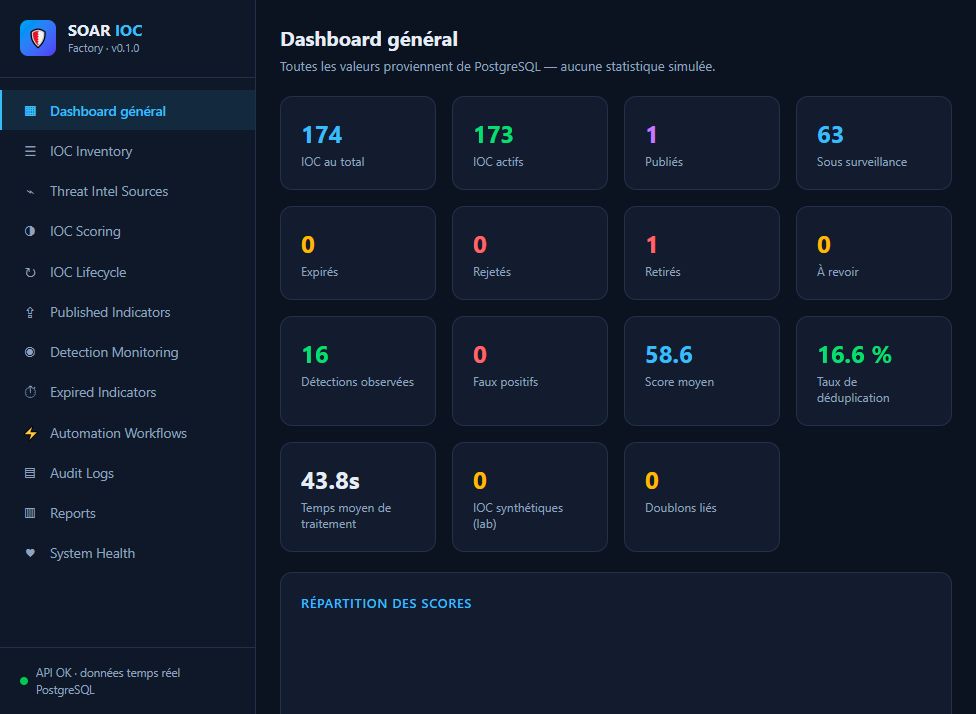 SOAR IOC
Factory · v0.1.0
Dashboard général
IOC Inventory
Threat Intel Sources
IOC Scoring
IOC Lifecycle
Published Indicators
Detection Monitoring
Expired Indicators
Automation Workflows
Audit Logs
Reports
System Health
API OK · données temps réel
PostgreSQL
Dashboard général
Toutes les valeurs proviennent de PostgreSQL — aucune statistique simulée.
174
IOC au total
173
IOC actifs
1
Publiés
63
Sous surveillance
0
Expirés
0
Rejetés
1
Retirés
0
À revoir
16
Détections observées
0
Faux positifs
58.6
Score moyen
16.6 %
Taux de
déduplication
43.8s
Temps moyen de
traitement
0
IOC synthétiques
(lab)
0
Doublons liés
RÉPARTITION DES SCORES